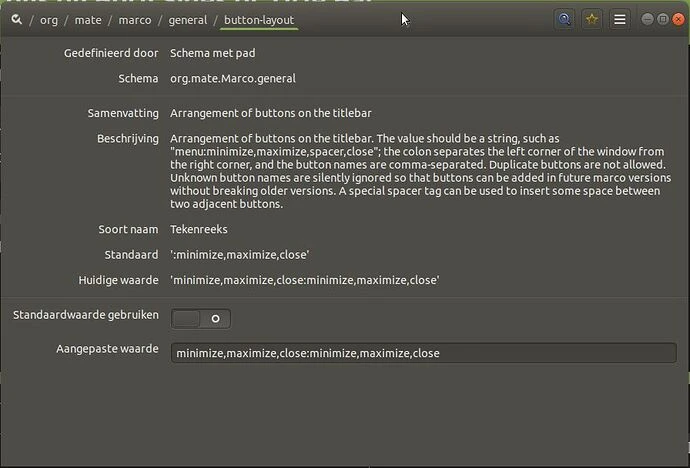 / org / mate / marco / general / button-layout
Gedefinieerd door Schema met pad
Schema org.mate.Marco.general
Samenvatting Arrangement of buttons on the titlebar
Beschrijving Arrangement of buttons on the titlebar. The value should be a string, such as
"menu:minimize,maximize,spacer,close"; the colon separates the left corner of the window from
the right corner, and the button names are comma-separated. Duplicate buttons are not allowed.
Unknown button names are silently ignored so that buttons can be added in future marco versions
without breaking older versions. A special spacer tag can be used to insert some space between
two adjacent buttons.
Soort naam Tekenreeks
Standaard ':minimize,maximize,close'
Huidige waarde 'minimize,maximize,close:minimize,maximize,close'
Standaardwaarde gebruiken
Aangepaste waarde minimize,maximize,close:minimize,maximize,close